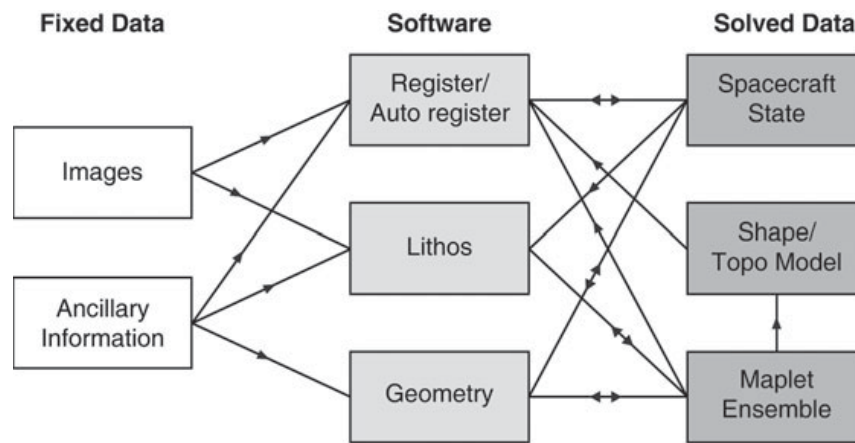 Fixed Data
Software
Solved Data
Images
Ancillary
Information
Register/
Auto register
Lithos
Geometry
Spacecraft
State
Shape/
Topo Model
Maplet
Ensemble